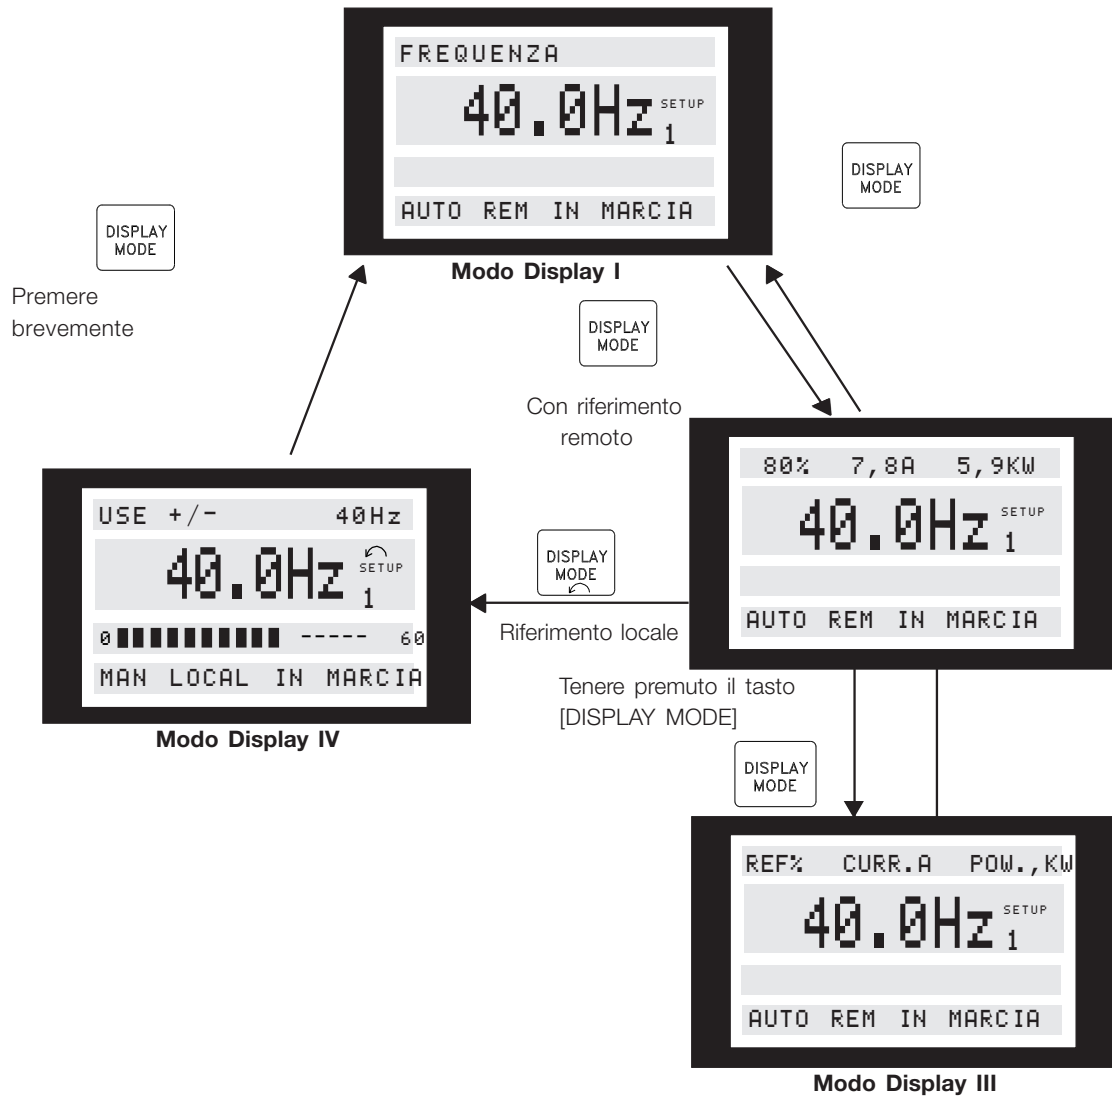 FREQUENZA
40.0Hz SETUP
1
AUTO REM IN MARCIA
Modo Display I
DISPLAY
MODE
DISPLAY
MODE
Premere
brevemente
DISPLAY
MODE
Con riferimento
remoto
80% 7,8A 5,9KW
40.0Hz SETUP
1
AUTO REM IN MARCIA
USE +/- 40Hz
40.0Hz SETUP
1
0 ----- 60
MAN LOCAL IN MARCIA
Modo Display IV
DISPLAY
MODE
Riferimento locale
Tenere premuto il tasto
[DISPLAY MODE]
DISPLAY
MODE
REF% CURR.A POW.,KW
40.0Hz SETUP
1
AUTO REM IN MARCIA
Modo Display III